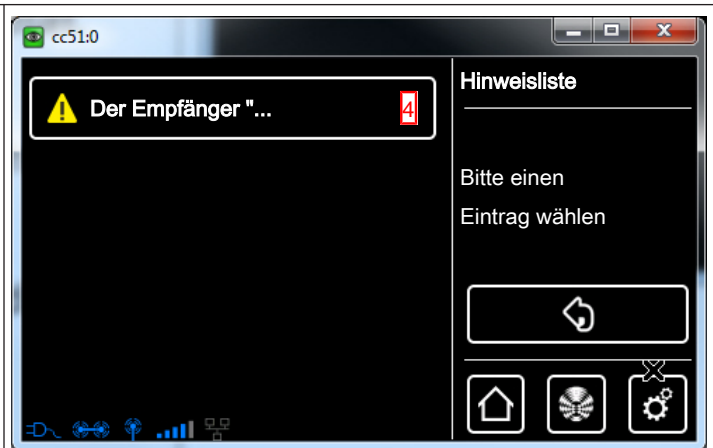 cc51:0
Der Empfänger "...
4
Hinweisliste
Bitte einen
Eintrag wählen